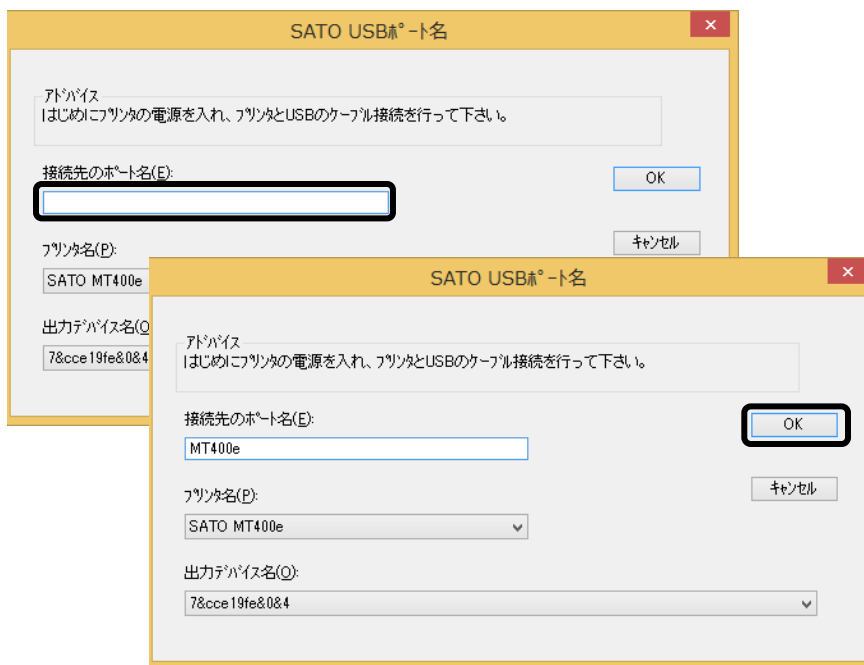 SATO USBﾎﾟｰﾄ名
ｱﾄﾞﾊﾞｲｽ
はじめにﾌﾟﾘﾝﾀの電源を入れ、ﾌﾟﾘﾝﾀとUSBのｹｰﾌﾞﾙ接続を行って下さい。
接続先のﾎﾟｰﾄ名(E):
OK
ﾌﾟﾘﾝﾀ名(P):
ｷｬﾝｾﾙ
SATO MT400e
出力ﾃﾞﾊﾞｲｽ名(O
7&cce19fe&0&4
SATO USBﾎﾟｰﾄ名
ｱﾄﾞﾊﾞｲｽ
はじめにﾌﾟﾘﾝﾀの電源を入れ、ﾌﾟﾘﾝﾀとUSBのｹｰﾌﾞﾙ接続を行って下さい。
接続先のﾎﾟｰﾄ名(E):
OK
MT400e
ﾌﾟﾘﾝﾀ名(P):
ｷｬﾝｾﾙ
SATO MT400e
出力ﾃﾞﾊﾞｲｽ名(O):
7&cce19fe&0&4